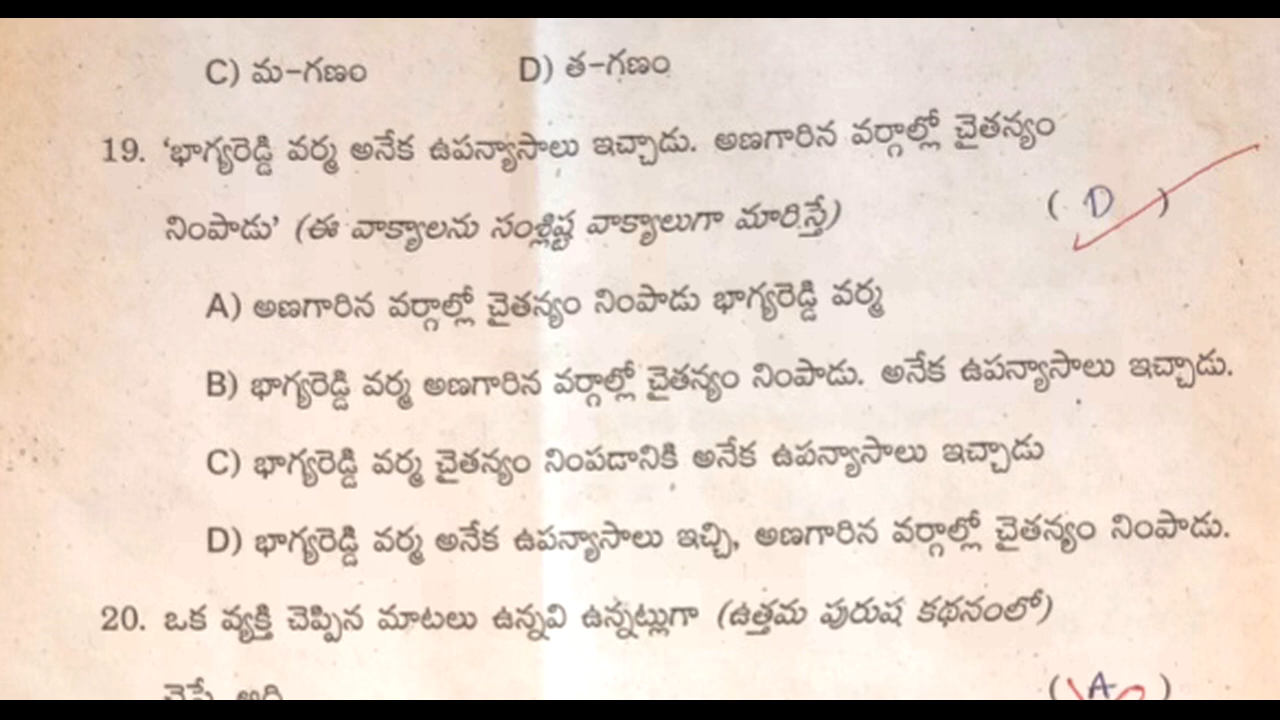 C) మ-గణం D) త-గణం
19. 'భాగ్యరెడ్డి వర్మ అనేక ఉపన్యాసాలు ఇచ్చాడు. అణగారిన వర్గాల్లో చైతన్యం
నింపాడు' (ఈ వాక్యాలను సంశ్లిష్ట వాక్యాలుగా మారిస్తే) ( D )
A) అణగారిన వర్గాల్లో చైతన్యం నింపాడు భాగ్యరెడ్డి వర్మ
B) భాగ్యరెడ్డి వర్మ అణగారిన వర్గాల్లో చైతన్యం నింపాడు. అనేక ఉపన్యాసాలు ఇచ్చాడు.
C) భాగ్యరెడ్డి వర్మ చైతన్యం నింపడానికి అనేక ఉపన్యాసాలు ఇచ్చాడు
D) భాగ్యరెడ్డి వర్మ అనేక ఉపన్యాసాలు ఇచ్చి, అణగారిన వర్గాల్లో చైతన్యం నింపాడు.
20. ఒక వ్యక్తి చెప్పిన మాటలు ఉన్నవి ఉన్నట్లుగా (ఉత్తమ పురుష కథనంలో)
చెప్తే అది ( A )